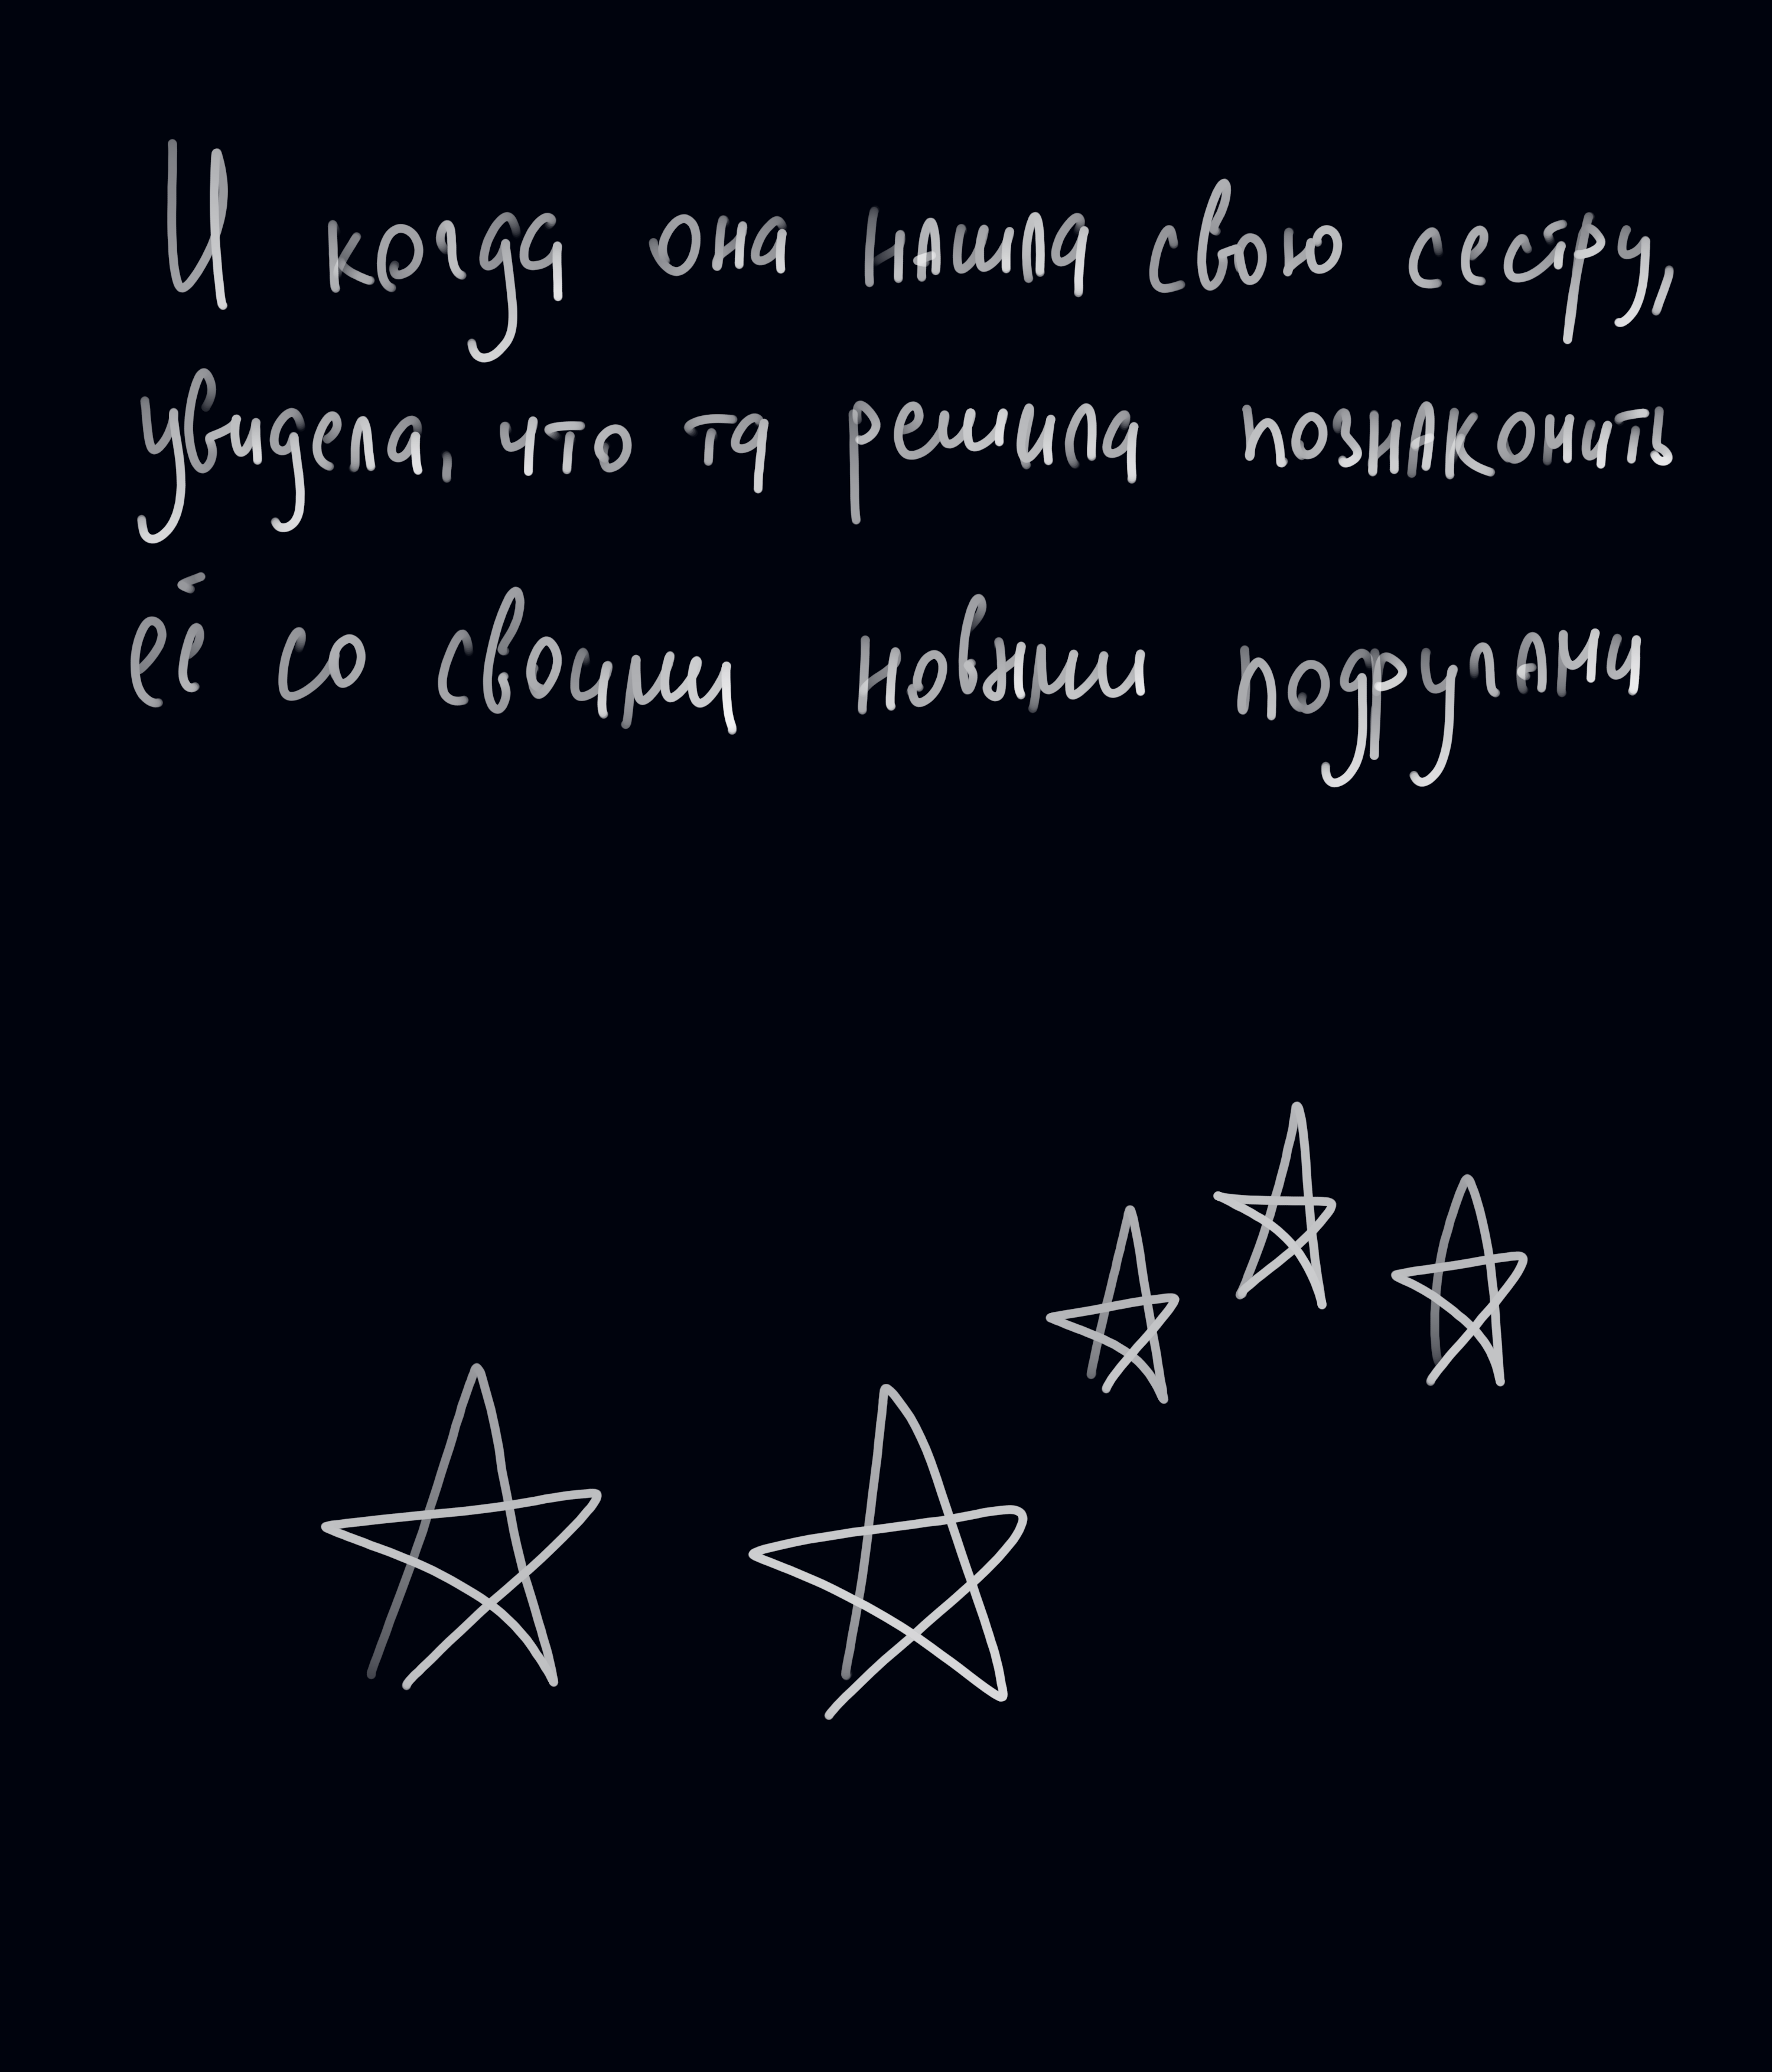 И когда она нашла свою сестру,
увидела, что та решила познакомить
её со своими новыми подругами